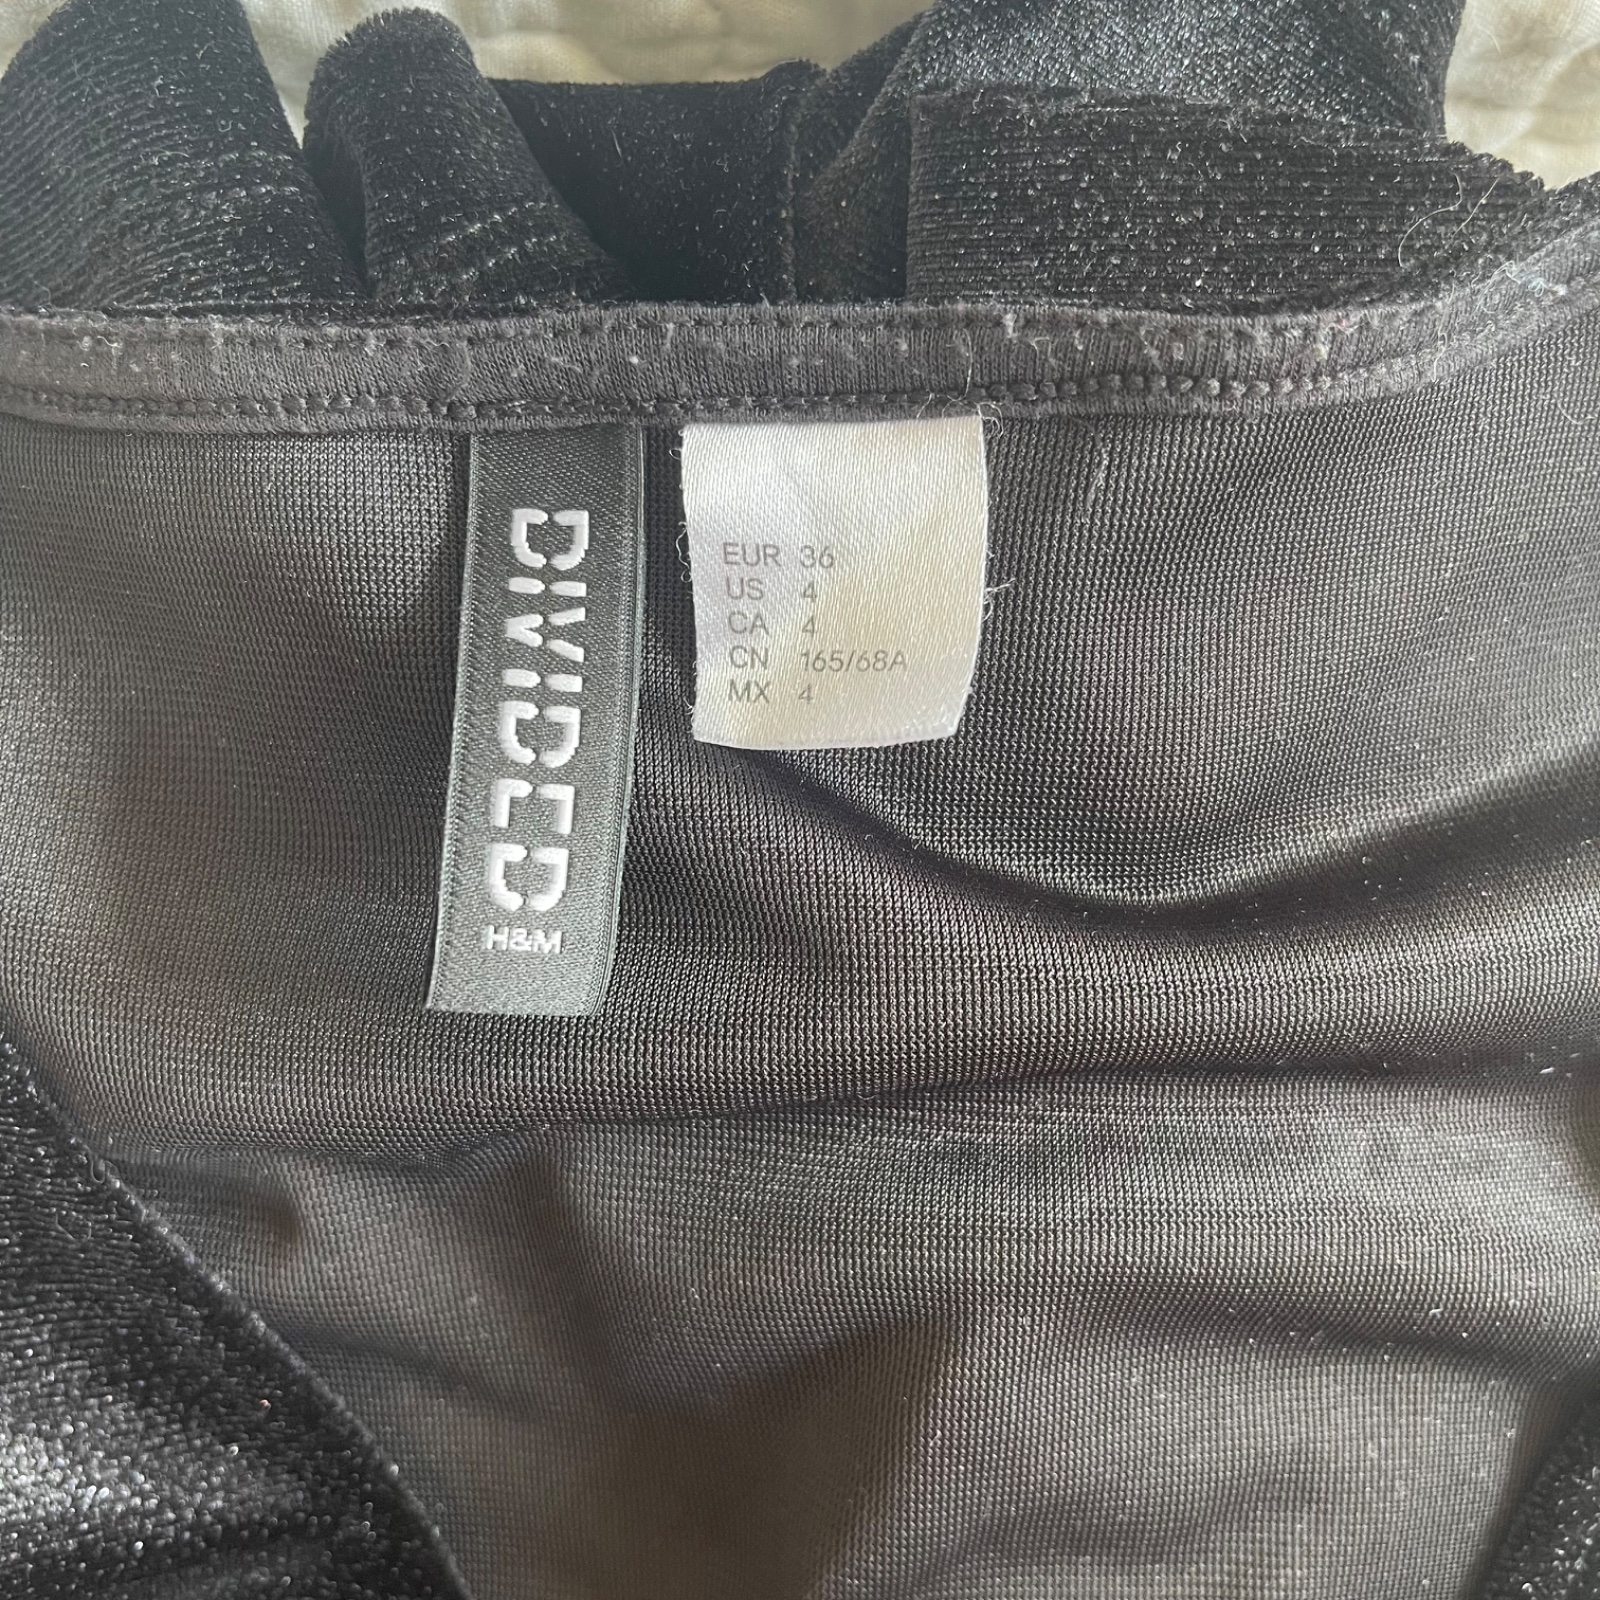 DIVIDED
H&M
EUR 36
US 4
CA 4
CN 165/68A
MX 4